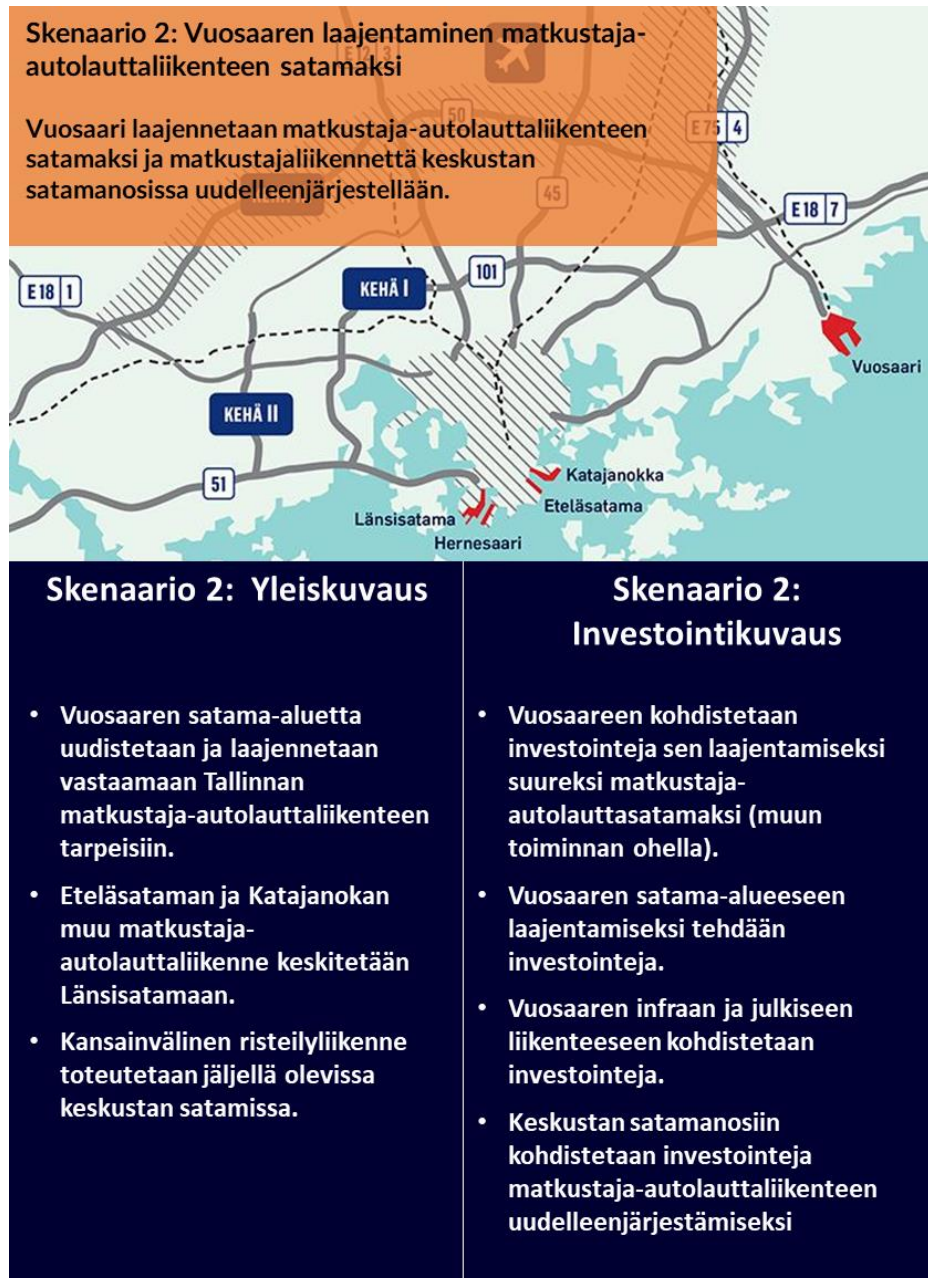 Skenaario 2: Vuosaaren laajentaminen matkustaja-
autolauttaliikenteen satamaksi
Vuosaari laajennetaan matkustaja-autolauttaliikenteen
satamaksi ja matkustajaliikennettä keskustan
satamanosissa uudelleenjärjestellään.
E12 3
50
E75 4
45
E18 7
101
E18 1
KEHÄ I
Vuosaari
KEHÄ II
51
Katajanokka
Eteläsatama
Länsisatama
Hernesaari
Skenaario 2: Yleiskuvaus
• Vuosaaren satama-aluetta
uudistetaan ja laajennetaan
vastaamaan Tallinnan
matkustaja-autolauttaliikenteen
tarpeisiin.
• Eteläsataman ja Katajanokan
muu matkustaja-
autolauttaliikenne keskitetään
Länsisatamaan.
• Kansainvälinen risteilyliikenne
toteutetaan jäljellä olevissa
keskustan satamissa.
Skenaario 2:
Investointikuvaus
• Vuosaareen kohdistetaan
investointeja sen laajentamiseksi
suureksi matkustaja-
autolauttasatamaksi (muun
toiminnan ohella).
• Vuosaaren satama-alueeseen
laajentamiseksi tehdään
investointeja.
• Vuosaaren infraan ja julkiseen
liikenteeseen kohdistetaan
investointeja.
• Keskustan satamanosiin
kohdistetaan investointeja
matkustaja-autolauttaliikenteen
uudelleenjärjestämiseksi